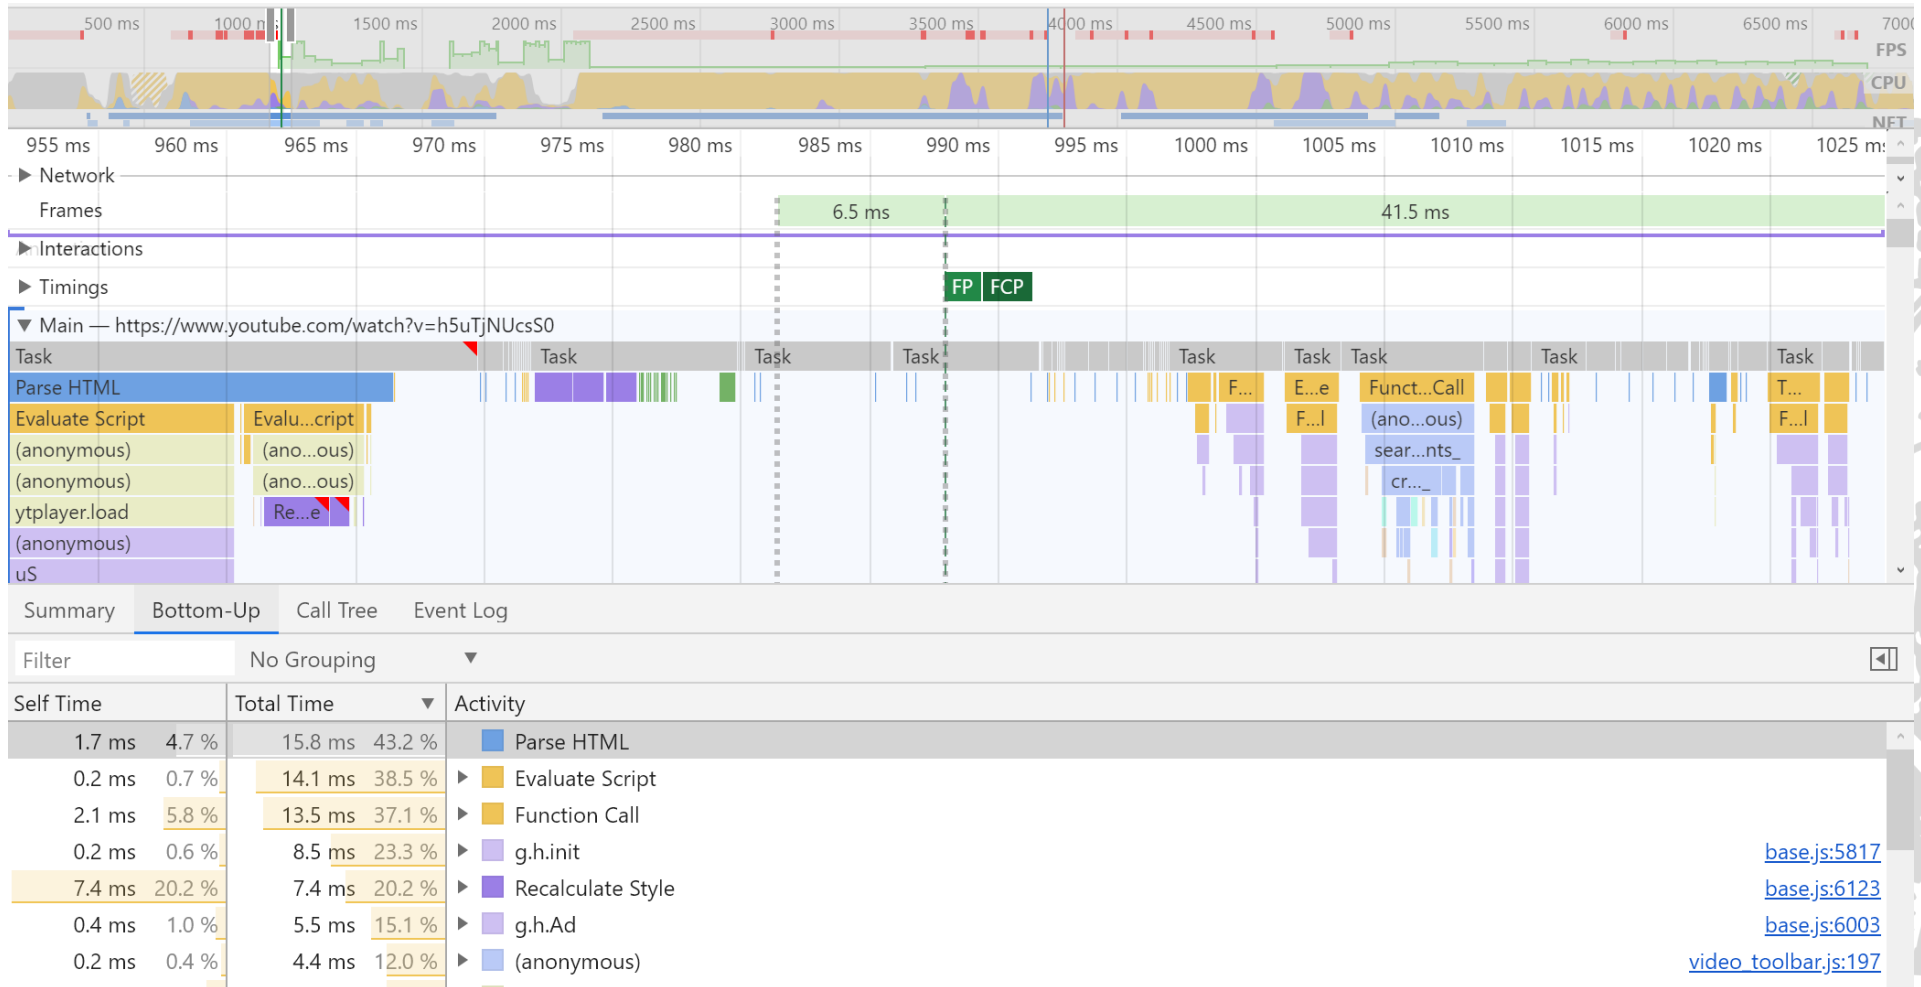 500 ms 1000 m 1500 ms 2000 ms 2500 ms 3000 ms 3500 ms 4000 ms 4500 ms 5000 ms 5500 ms 6000 ms 6500 ms 7000
FPS
CPU
NET
955 ms 960 ms 965 ms 970 ms 975 ms 980 ms 985 ms 990 ms 995 ms 1000 ms 1005 ms 1010 ms 1015 ms 1020 ms 1025 ms
Network
Frames 6.5 ms 41.5 ms
Interactions
Timings FP FCP
Main — https://www.youtube.com/watch?v=h5uTjNUcsS0
Task Task Task Task Task Task Task Task Task
Parse HTML F... E...e Funct...Call T...
Evaluate Script Evalu...cript F...l (ano...ous) F...l
(anonymous) (ano...ous) sear...nts_
(anonymous) (ano...ous) cr..._
ytplayer.load Re...e
(anonymous)
uS
Summary Bottom-Up Call Tree Event Log
Filter No Grouping
Self Time Total Time Activity
1.7 ms 4.7 % 15.8 ms 43.2 % Parse HTML
0.2 ms 0.7 % 14.1 ms 38.5 % Evaluate Script
2.1 ms 5.8 % 13.5 ms 37.1 % Function Call
0.2 ms 0.6 % 8.5 ms 23.3 % g.h.init base.js:5817
7.4 ms 20.2 % 7.4 ms 20.2 % Recalculate Style base.js:6123
0.4 ms 1.0 % 5.5 ms 15.1 % g.h.Ad base.js:6003
0.2 ms 0.4 % 4.4 ms 12.0 % (anonymous) video_toolbar.js:197